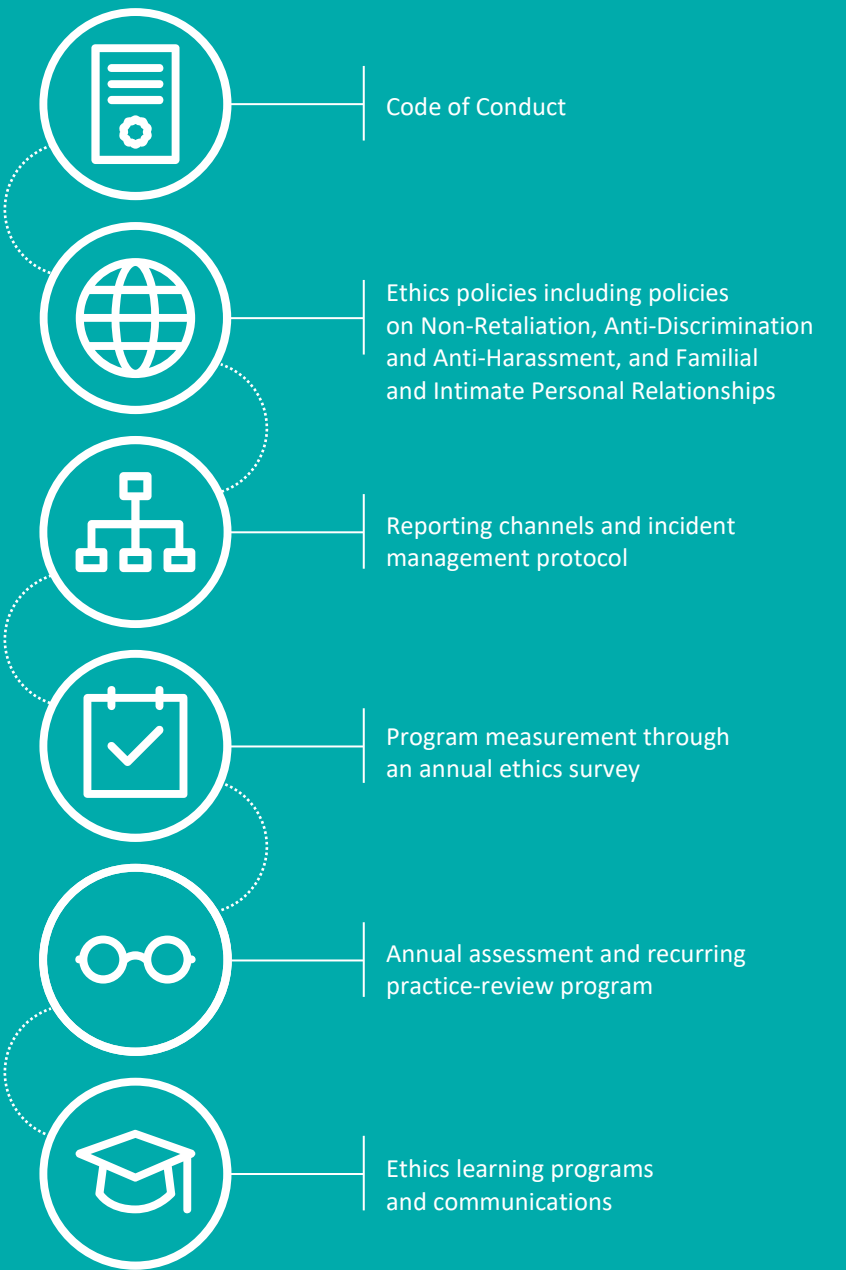 Code of Conduct
Ethics policies including policies
on Non-Retaliation, Anti-Discrimination
and Anti-Harassment, and Familial
and Intimate Personal Relationships
Reporting channels and incident
management protocol
Program measurement through
an annual ethics survey
Annual assessment and recurring
practice-review program
Ethics learning programs
and communications